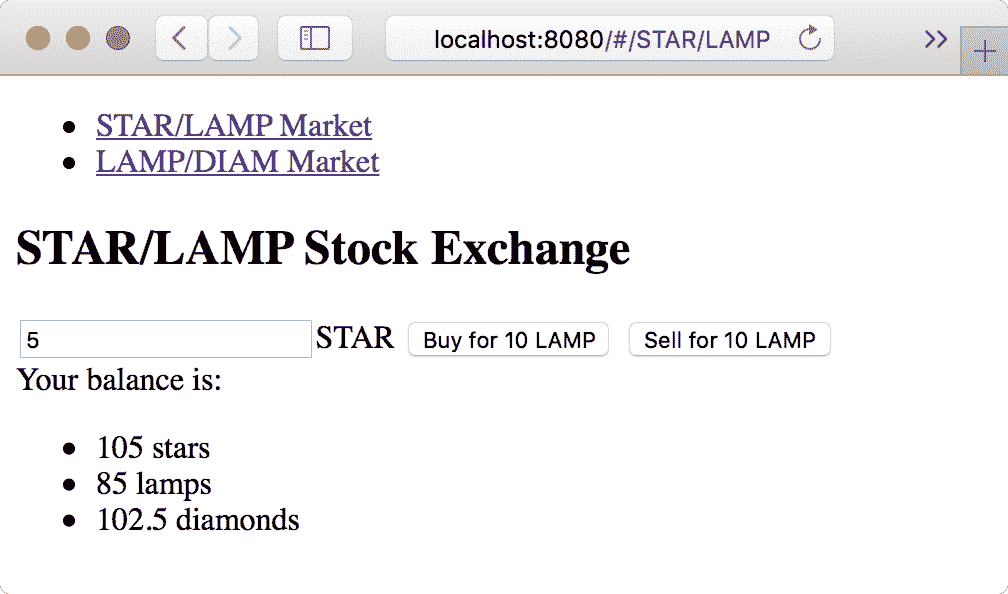 localhost:8080/#/STAR/LAMP
STAR/LAMP Market
LAMP/DIAM Market
STAR/LAMP Stock Exchange
5 STAR Buy for 10 LAMP Sell for 10 LAMP
Your balance is:
105 stars
85 lamps
102.5 diamonds